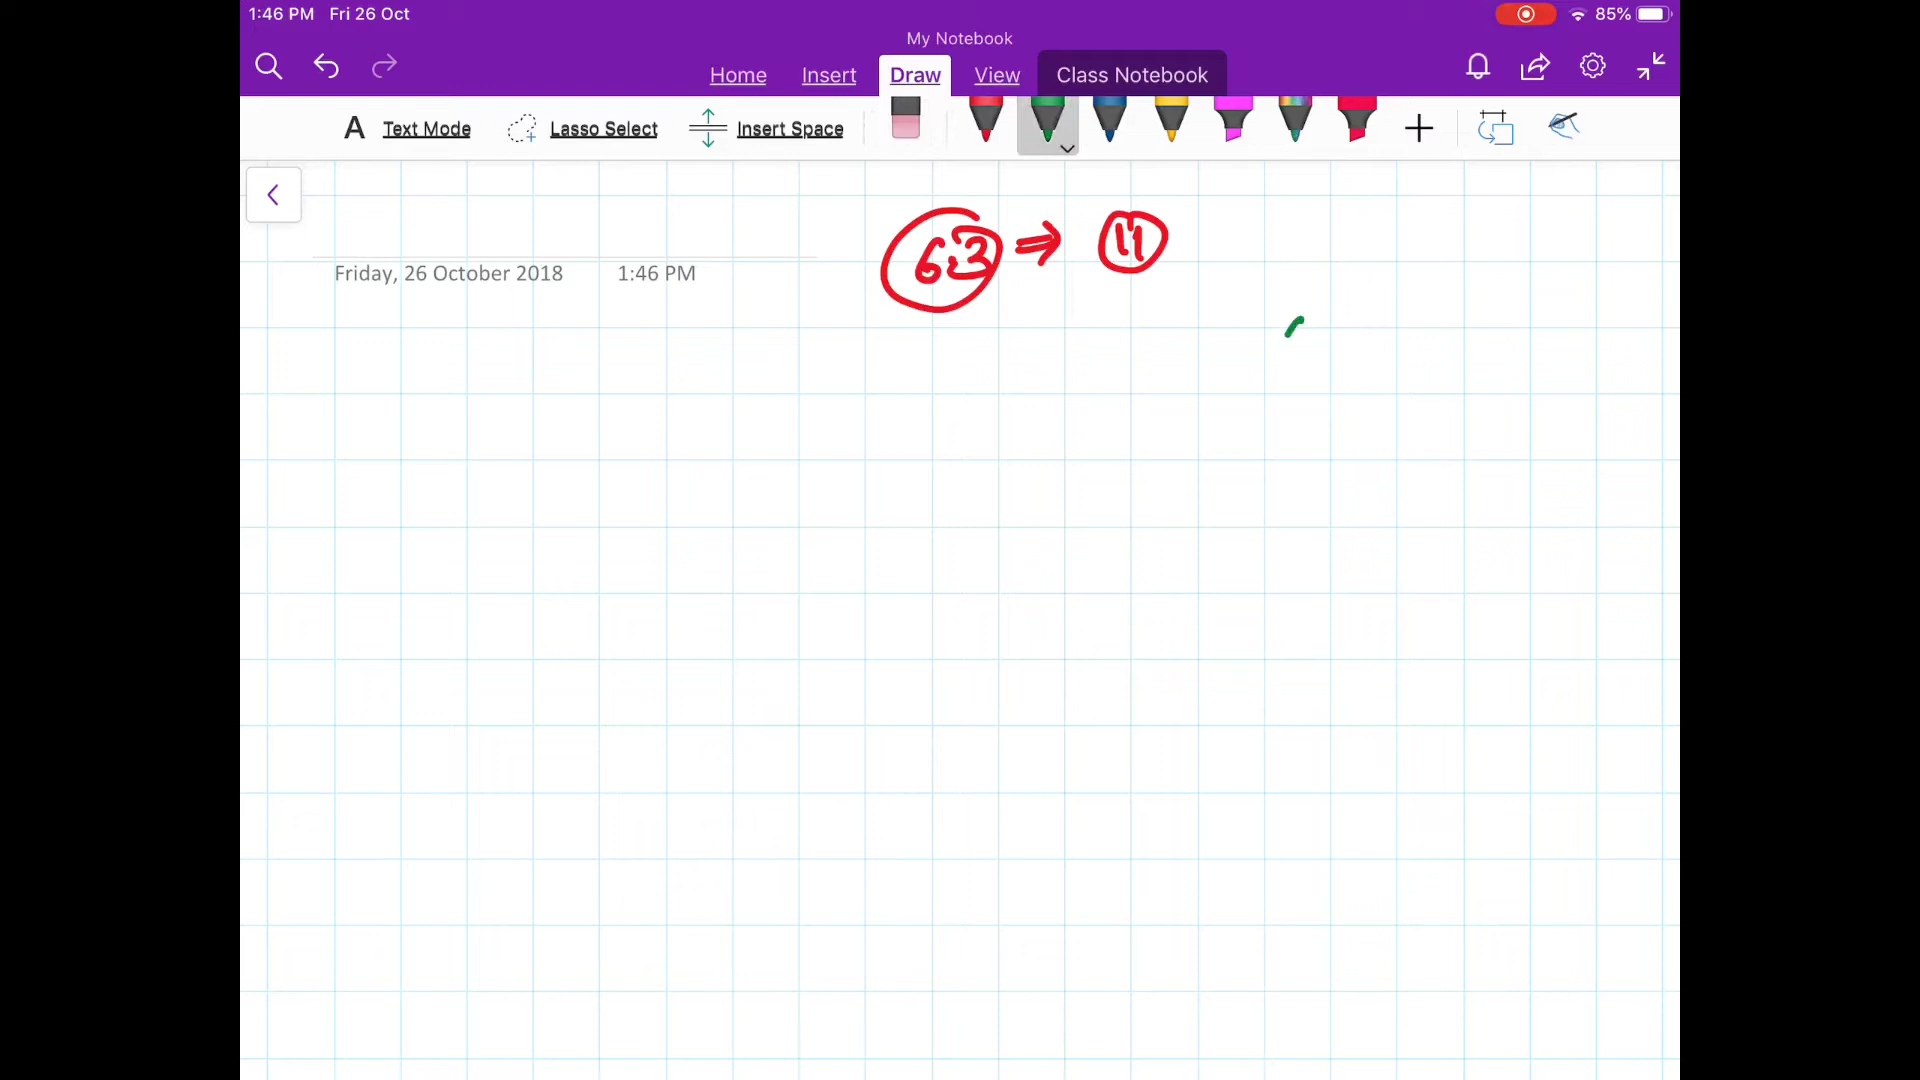 1:46 PM Fri 26 Oct 85%
My Notebook
Home Insert Draw View Class Notebook
A Text Mode Lasso Select Insert Space
63 ⇒ 11
Friday, 26 October 2018 1:46 PM